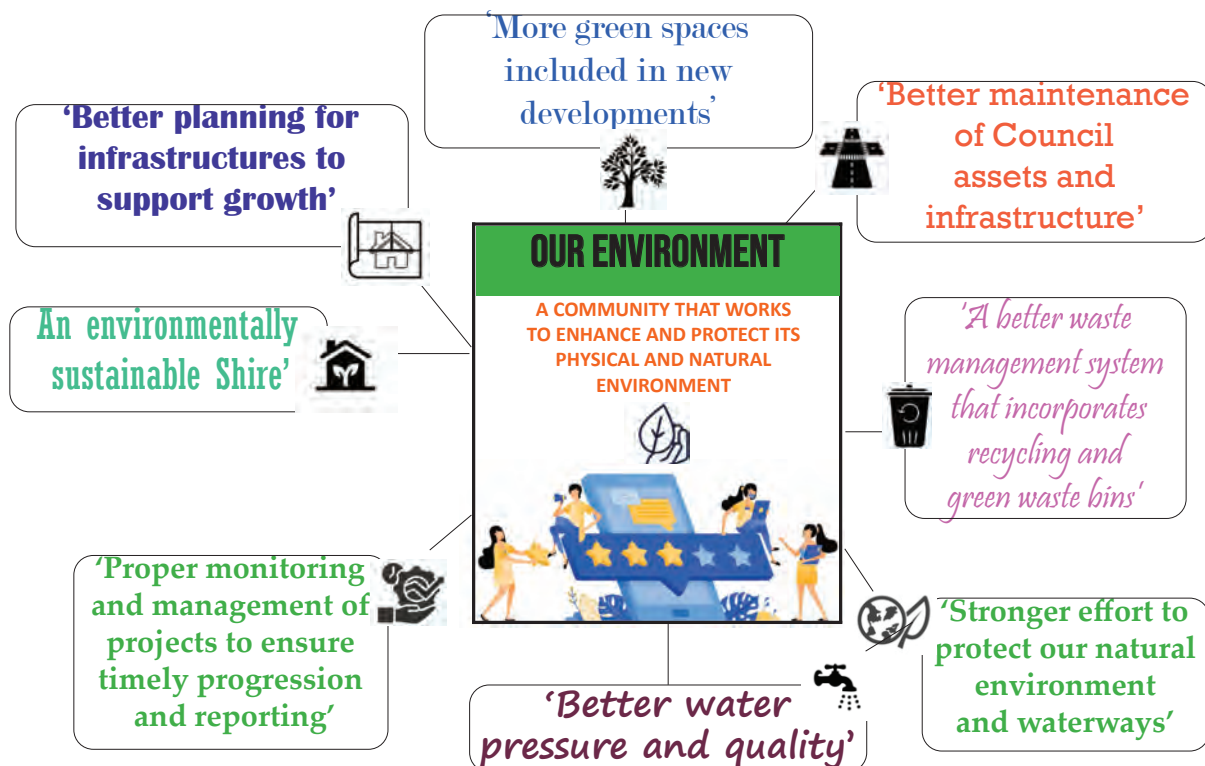 ‘More green spaces
included in new
developments’
‘Better planning for
infrastructures to
support growth’
‘Better maintenance
of Council
assets and
infrastructure’
OUR ENVIRONMENT
A COMMUNITY THAT WORKS
TO ENHANCE AND PROTECT ITS
PHYSICAL AND NATURAL
ENVIRONMENT
An environmentally
sustainable Shire’
‘A better waste
management system
that incorporates
recycling and
green waste bins’
‘Proper monitoring
and management of
projects to ensure
timely progression
and reporting’
‘Better water
pressure and quality’
‘Stronger effort to
protect our natural
environment
and waterways’